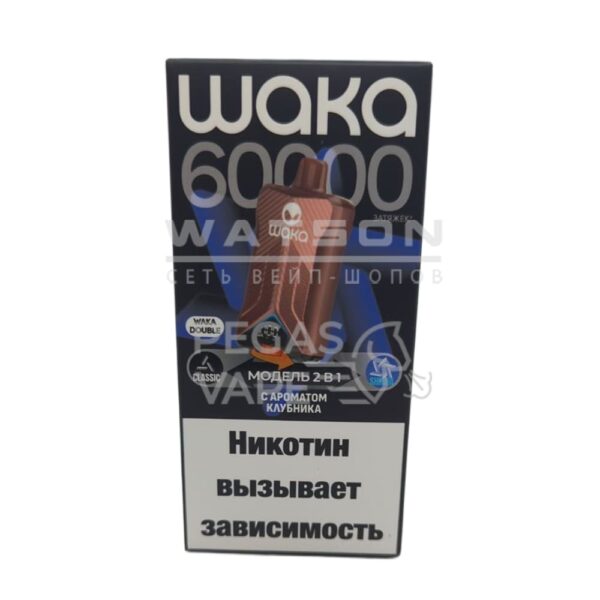 waka
60000
ЗАТЯЖЕК*
WATSON
СЕТЬ ВЕЙП-ШОПОВ
waka
WAKA
DOUBLE
PEGAS
VAPE
CLASSIC
МОДЕЛЬ 2 В 1
С АРОМАТОМ
КЛУБНИКА
Никотин
вызывает
зависимость